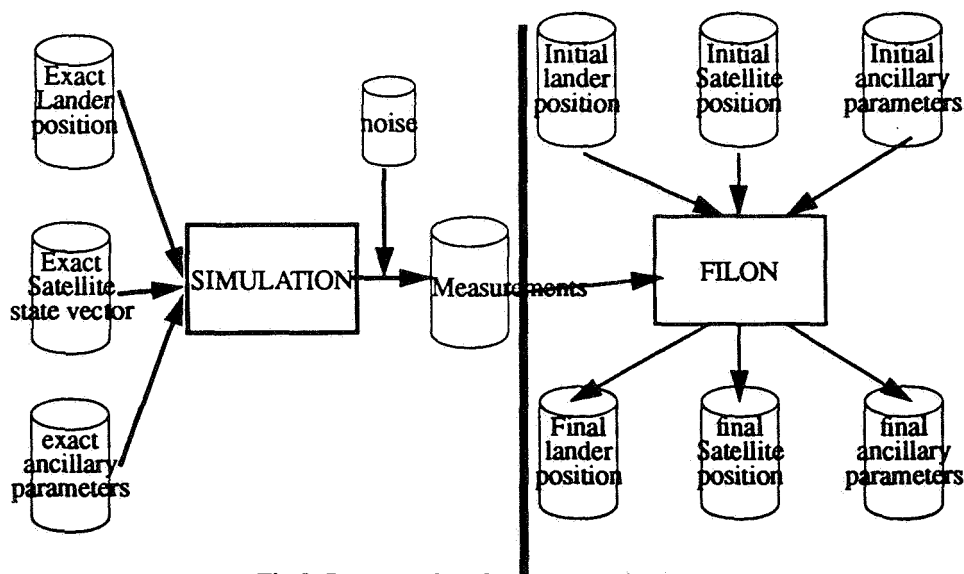 Exact
Lander
position
noise
Initial
lander
position
Initial
Satellite
position
Initial
ancillary
parameters
Exact
Satellite
state vector
SIMULATION
Measurements
FILON
exact
ancillary
parameters
Final
lander
position
final
Satellite
position
final
ancillary
parameters